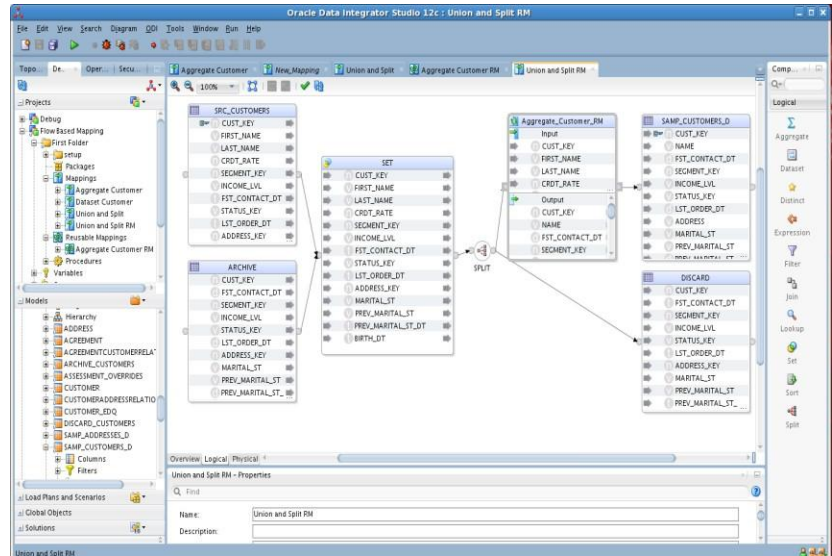 Oracle Data Integrator Studio 12c : Union and Split RM
File Edit View Search Diagram ODI Tools Window Run Help
Topo... De... Oper... Secu...
Aggregate Customer New_Mapping Union and Split Aggregate Customer RM Union and Split RM
100%
Projects
Debug
Flow Based Mapping
First Folder
setup
Packages
Mappings
Aggregate Customer
Dataset Customer
Union and Split
Union and Split RM
Reusable Mappings
Aggregate Customer RM
Procedures
Variables
Models
Hierarchy
ADDRESS
AGREEMENT
AGREEMENTCUSTOMERRELA
ARCHIVE_CUSTOMERS
ASSESSMENT_OVERRIDES
CUSTOMER
CUSTOMERADDRESSRELATIO
CUSTOMER_EDQ
DISCARD_CUSTOMERS
SAMP_ADDRESSES_D
SAMP_CUSTOMERS_D
Columns
Filters
Load Plans and Scenarios
Global Objects
Solutions
SRC_CUSTOMERS
CUST_KEY
FIRST_NAME
LAST_NAME
CRDT_RATE
SEGMENT_KEY
INCOME_LVL
FST_CONTACT_DT
STATUS_KEY
LST_ORDER_DT
ADDRESS_KEY
ARCHIVE
CUST_KEY
FST_CONTACT_DT
SEGMENT_KEY
INCOME_LVL
STATUS_KEY
LST_ORDER_DT
ADDRESS_KEY
MARITAL_ST
PREV_MARITAL_ST
PREV_MARITAL_ST_
SET
CUST_KEY
FIRST_NAME
LAST_NAME
CRDT_RATE
SEGMENT_KEY
INCOME_LVL
FST_CONTACT_DT
STATUS_KEY
LST_ORDER_DT
ADDRESS_KEY
MARITAL_ST
PREV_MARITAL_ST
PREV_MARITAL_ST_DT
BIRTH_DT
SPLIT
Aggregate_Customer_RM
Input
CUST_KEY
FIRST_NAME
LAST_NAME
CRDT_RATE
Output
CUST_KEY
NAME
FST_CONTACT_DT
SEGMENT_KEY
SAMP_CUSTOMERS_D
CUST_KEY
NAME
FST_CONTACT_DT
SEGMENT_KEY
INCOME_LVL
STATUS_KEY
LST_ORDER_DT
ADDRESS
MARITAL_ST
PREV_MARITAL_ST
DISCARD
CUST_KEY
FST_CONTACT_DT
SEGMENT_KEY
INCOME_LVL
STATUS_KEY
LST_ORDER_DT
ADDRESS_KEY
MARITAL_ST
PREV_MARITAL_ST
PREV_MARITAL_ST_
Overview Logical Physical
Union and Split RM - Properties
Find
Name: Union and Split RM
Description:
Comp...
Logical
Aggregate
Dataset
Distinct
Expression
Filter
Join
Lookup
Set
Sort
Split
Union and Split RM